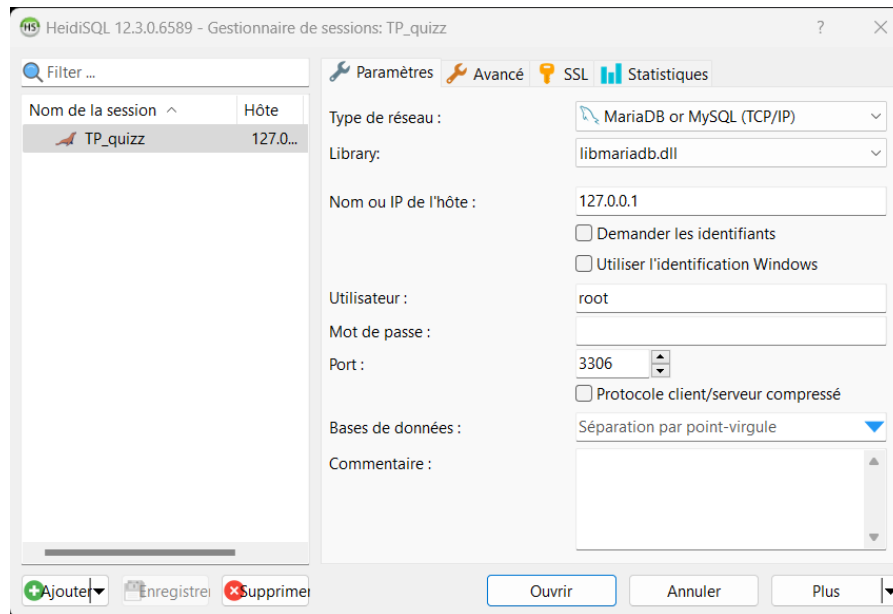 HeidiSQL 12.3.0.6589 - Gestionnaire de sessions: TP_quizz
Filter ...
Nom de la session
Hôte
TP_quizz
127.0...
Paramètres
Avancé
SSL
Statistiques
Type de réseau :
MariaDB or MySQL (TCP/IP)
Library:
libmariadb.dll
Nom ou IP de l'hôte :
127.0.0.1
Demander les identifiants
Utiliser l'identification Windows
Utilisateur :
root
Mot de passe :
Port :
3306
Protocole client/serveur compressé
Bases de données :
Séparation par point-virgule
Commentaire :
Ajouter
Enregistrer
Supprimer
Ouvrir
Annuler
Plus